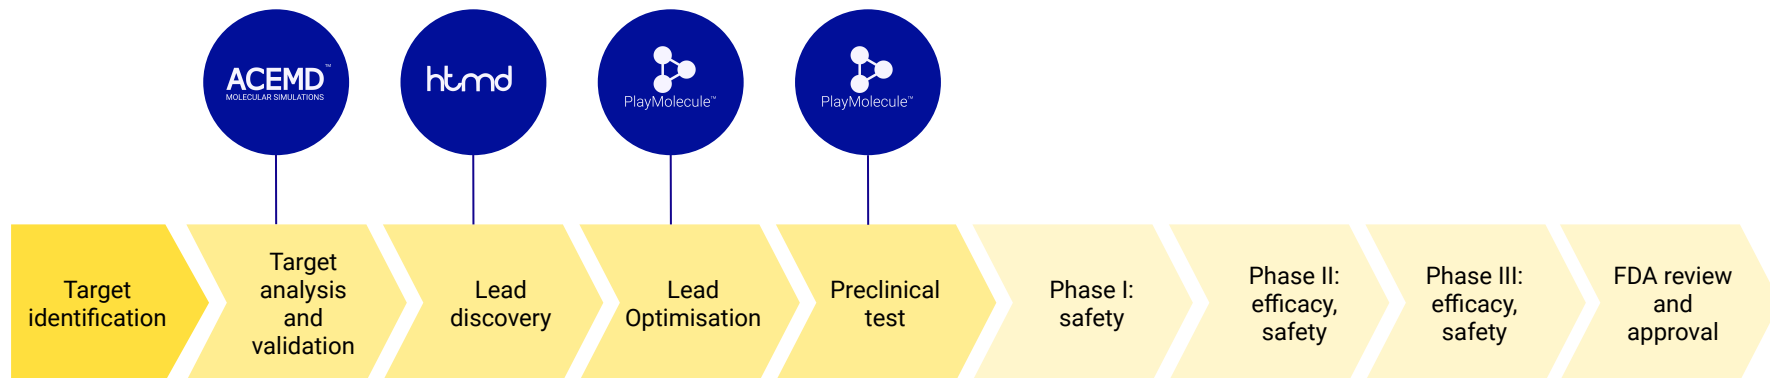 ACEMD™
MOLECULAR SIMULATIONS
htmd
PlayMolecule™
PlayMolecule™
Target
identification
Target
analysis
and
validation
Lead
discovery
Lead
Optimisation
Preclinical
test
Phase I:
safety
Phase II:
efficacy,
safety
Phase III:
efficacy,
safety
FDA review
and
approval